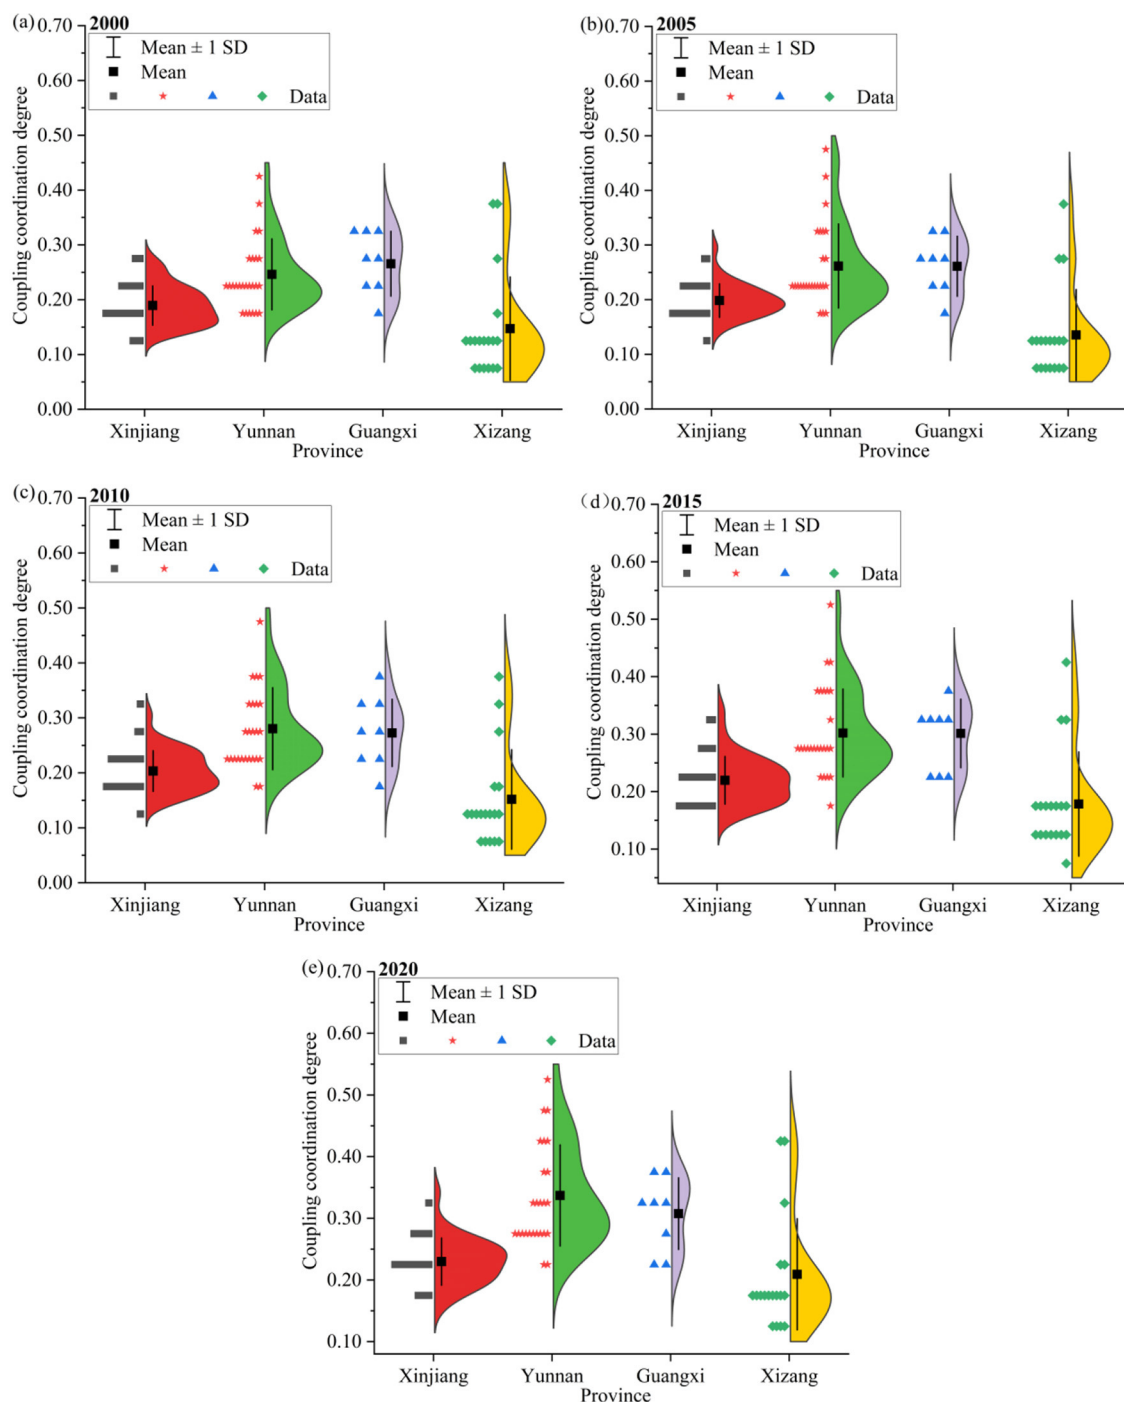 (a)
2000
Mean ± 1 SD
Mean
Data
0.70
0.60
0.50
0.40
0.30
0.20
0.10
0.00
Coupling coordination degree
Xinjiang Yunnan Guangxi Xizang
Province
(b)
2005
Mean ± 1 SD
Mean
Data
0.70
0.60
0.50
0.40
0.30
0.20
0.10
0.00
Coupling coordination degree
Xinjiang Yunnan Guangxi Xizang
Province
(c)
2010
Mean ± 1 SD
Mean
Data
0.70
0.60
0.50
0.40
0.30
0.20
0.10
0.00
Coupling coordination degree
Xinjiang Yunnan Guangxi Xizang
Province
(d)
2015
Mean ± 1 SD
Mean
Data
0.70
0.60
0.50
0.40
0.30
0.20
0.10
Coupling coordination degree
Xinjiang Yunnan Guangxi Xizang
Province
(e)
2020
Mean ± 1 SD
Mean
Data
0.70
0.60
0.50
0.40
0.30
0.20
0.10
Coupling coordination degree
Xinjiang Yunnan Guangxi Xizang
Province